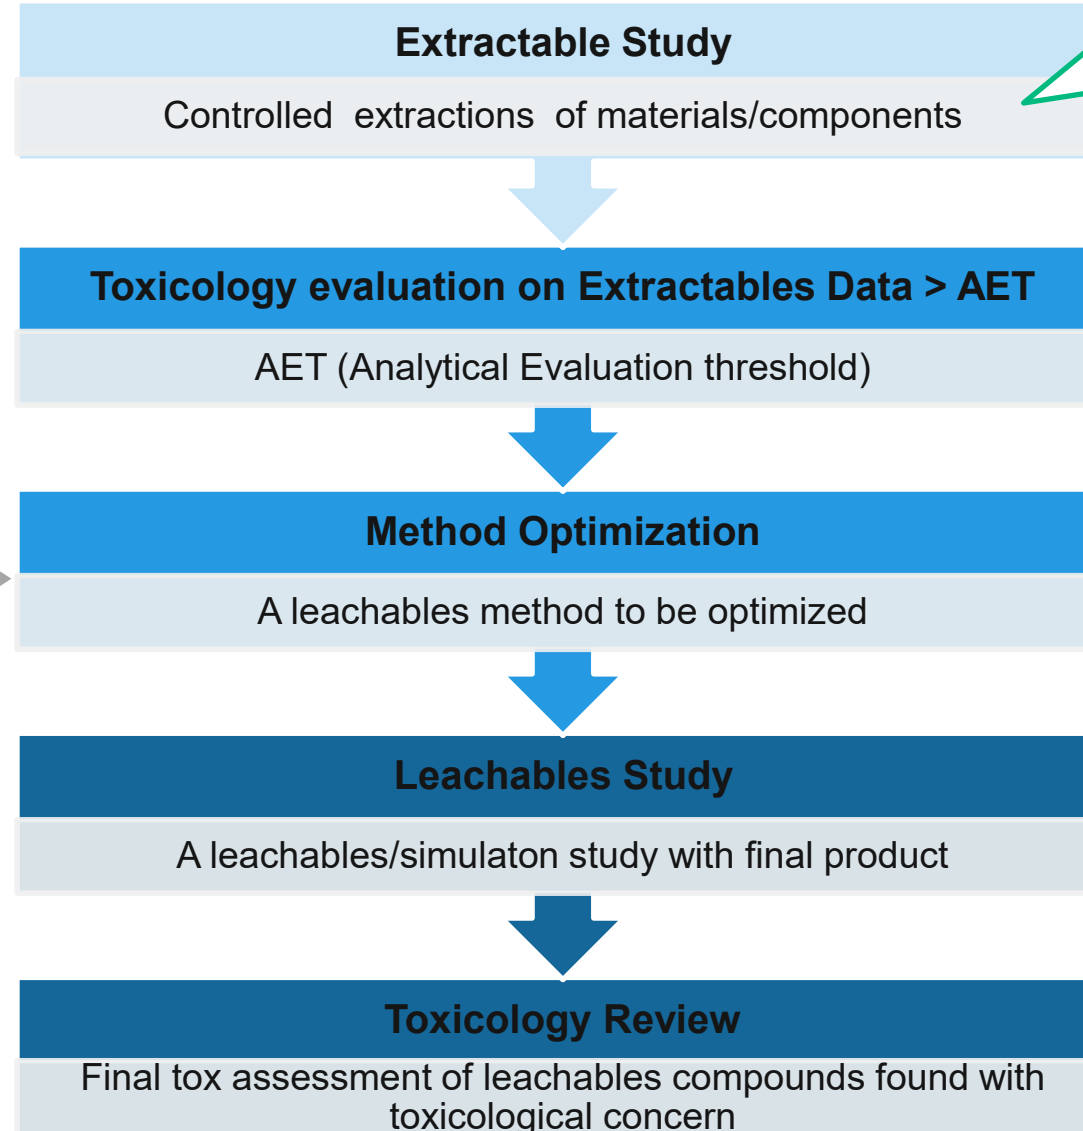 Extractable Study
Controlled extractions of materials/components
Toxicology evaluation on Extractables Data > AET
AET (Analytical Evaluation threshold)
Method Optimization
A leachables method to be optimized
Leachables Study
A leachables/simulaton study with final product
Toxicology Review
Final tox assessment of leachables compounds found with
toxicological concern